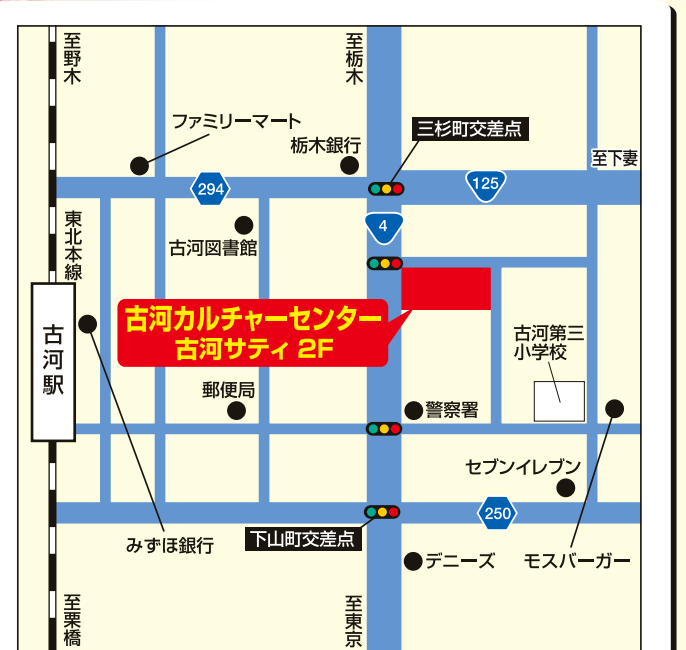 至野木
至栃木
ファミリーマート
三杉町交差点
栃木銀行
至下妻
294
125
東北本線
4
古河図書館
古河カルチャーセンター
古河サティ 2F
古河駅
古河第三
小学校
郵便局
警察署
セブンイレブン
250
みずほ銀行
下山町交差点
デニーズ
モスバーガー
至栗橋
至東京